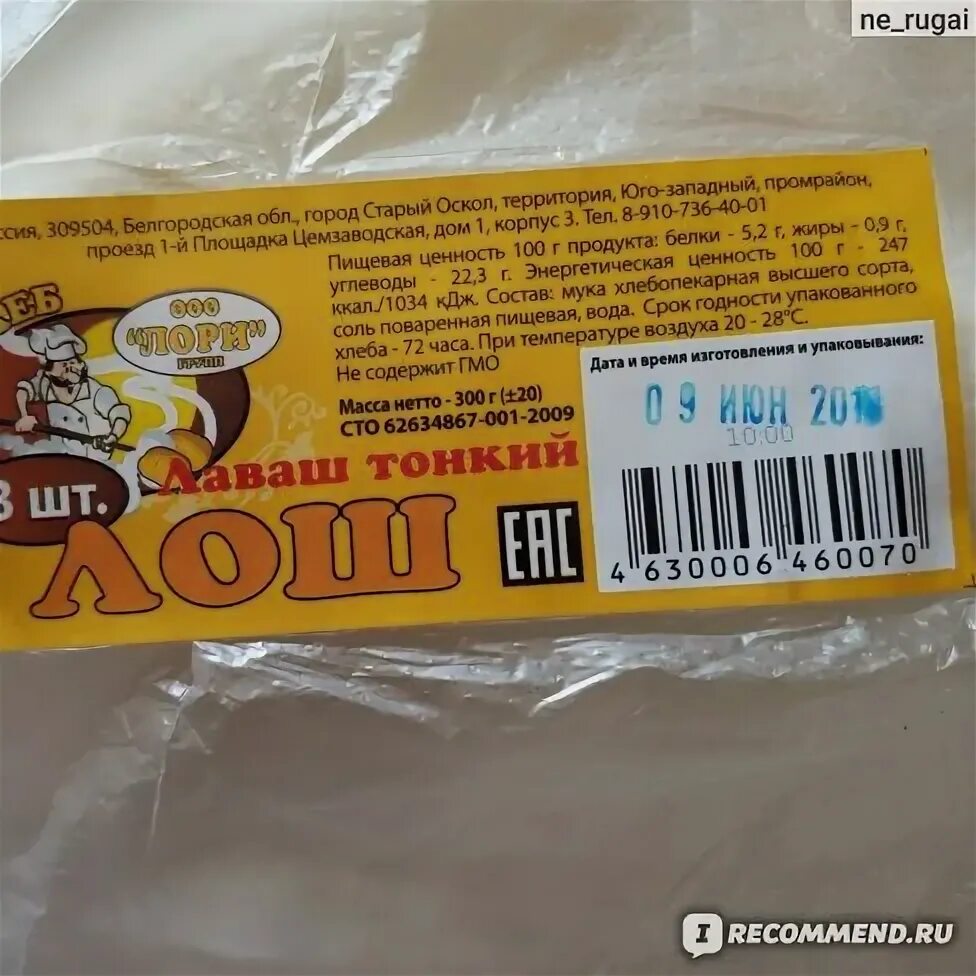 ne_rugai
ссия, 309504, Белгородская обл., город Старый Оскол, территория, Юго-западный, промрайон,
проезд 1-й Площадка Цемзаводская, дом 1, корпус 3. Тел. 8-910-736-40-01
Пищевая ценность 100 г продукта: белки - 5,2 г, жиры - 0,9 г,
углеводы - 22,3 г. Энергетическая ценность 100 г - 247
ккал./1034 кДж. Состав: мука хлебопекарная высшего сорта,
соль поваренная пищевая, вода. Срок годности упакованного
хлеба - 72 часа. При температуре воздуха 20 - 28°С.
Не содержит ГМО
Масса нетто - 300 г (±20)
СТО 62634867-001-2009
ЕБ
ООО
"ЛОРИ"
ГРУПП
3 шт.
Лаваш тонкий
ЛОШ
EAC
Дата и время изготовления и упаковывания:
09 ИЮН 201
10:00
4 630006 460070
IRECOMMEND.RU